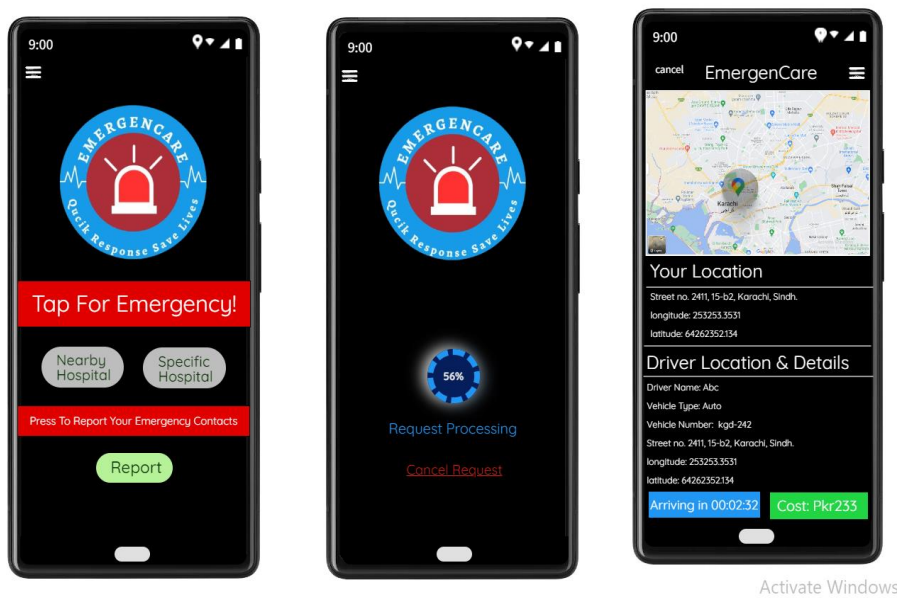 9:00
EMERGENCARE
Qucik Response Save Lives
Tap For Emergency!
Nearby
Hospital
Specific
Hospital
Press To Report Your Emergency Contacts
Report
9:00
EMERGENCARE
Qucik Response Save Lives
56%
Request Processing
Cancel Request
9:00
cancel
EmergenCare
Karachi
کراچی
Your Location
Street no. 2411, 15-b2, Karachi, Sindh.
longitude: 253253.3531
latitude: 64262352.134
Driver Location & Details
Driver Name: Abc
Vehicle Type: Auto
Vehicle Number: kgd-242
Street no. 2411, 15-b2, Karachi, Sindh.
longitude: 253253.3531
latitude: 64262352.134
Arriving in 00:02:32
Cost: Pkr233
Activate Windows